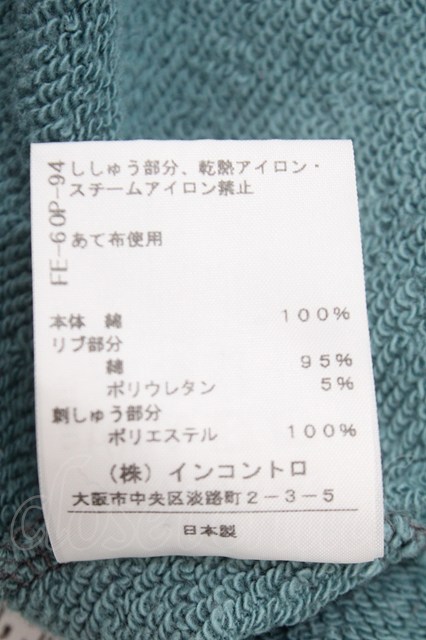 FE-60P-94
ししゅう部分、乾熱アイロン・
スチームアイロン禁止
あて布使用
本体 綿 100%
リブ部分
綿 95%
ポリウレタン 5%
刺しゅう部分
ポリエステル 100%
(株)インコントロ
大阪市中央区淡路町2-3-5
日本製